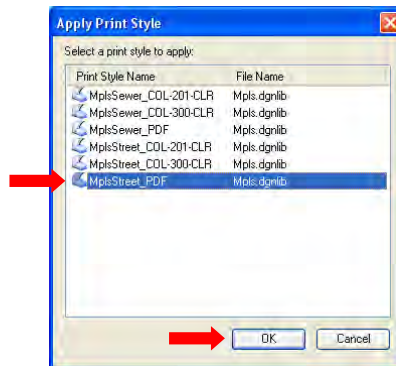 Apply Print Style
Select a print style to apply:
Print Style Name File Name
MplsSewer_COL-201-CLR Mpls.dgnlib
MplsSewer_COL-300-CLR Mpls.dgnlib
MplsSewer_PDF Mpls.dgnlib
MplsStreet_COL-201-CLR Mpls.dgnlib
MplsStreet_COL-300-CLR Mpls.dgnlib
MplsStreet_PDF Mpls.dgnlib
OK Cancel